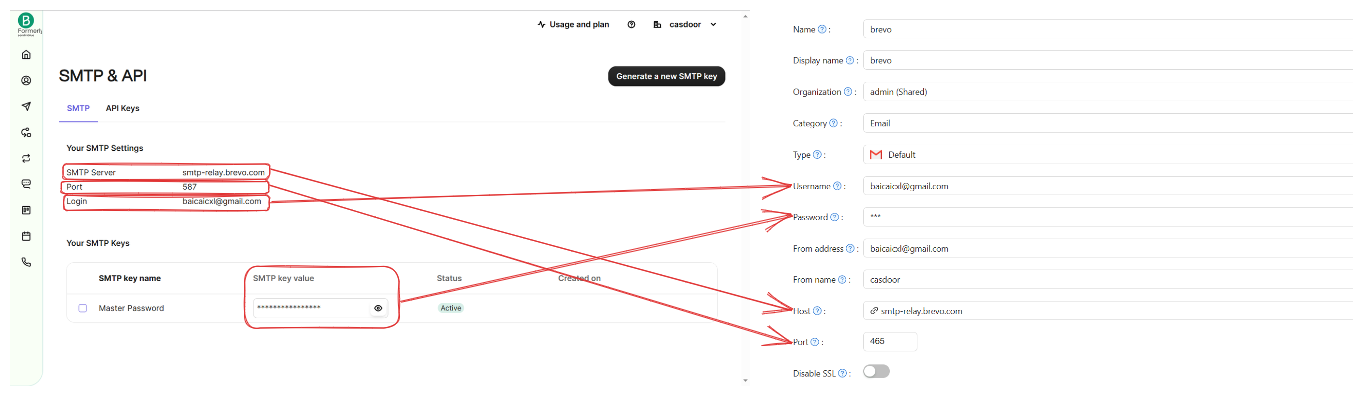 B
Formerly
Usage and plan
casdoor
SMTP & API
Generate a new SMTP key
SMTP
API Keys
Your SMTP Settings
SMTP Server smtp-relay.brevo.com
Port 587
Login baicaicxl@gmail.com
Your SMTP Keys
SMTP key name SMTP key value Status Created on
Master Password **************** Active
Name ? : brevo
Display name ? : brevo
Organization ? : admin (Shared)
Category ? : Email
Type ? : Default
Username ? : baicaicxl@gmail.com
Password ? : ***
From address ? : baicaicxl@gmail.com
From name ? : casdoor
Host ? : smtp-relay.brevo.com
Port ? : 465
Disable SSL ? :